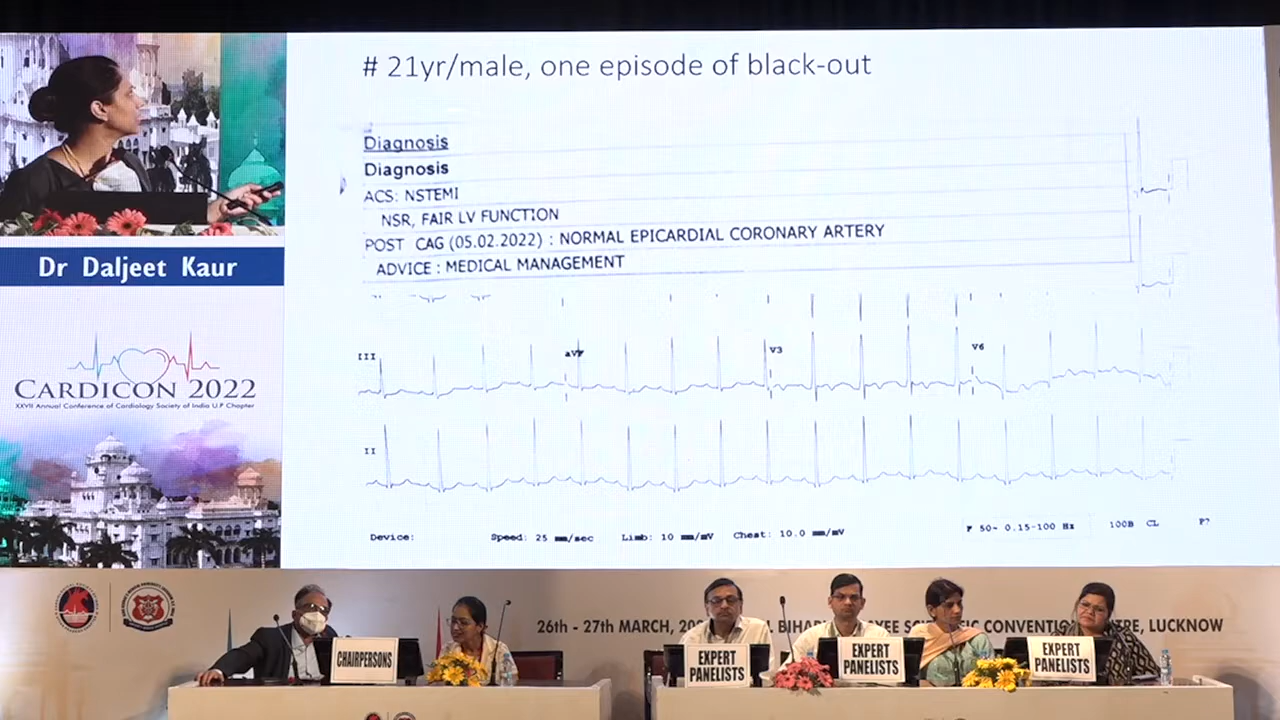 # 21yr/male, one episode of black-out
Diagnosis
Diagnosis
ACS: NSTEMI
NSR, FAIR LV FUNCTION
POST CAG (05.02.2022) : NORMAL EPICARDIAL CORONARY ARTERY
ADVICE : MEDICAL MANAGEMENT
III
aVF
V3
V6
II
Device:
Speed: 25 mm/sec
Limb: 10 mm/mV
Chest: 10.0 mm/mV
F 50~ 0.15-100 Hz
100B CL
P?
Dr Daljeet Kaur
CARDICON 2022
XXVII Annual Conference of Cardiology Society of India U.P Chapter
26th - 27th MARCH,
SCIENTIFIC CONVENTION CENTRE, LUCKNOW
CHAIRPERSONS
EXPERT
PANELISTS
EXPERT
PANELISTS
EXPERT
PANELISTS